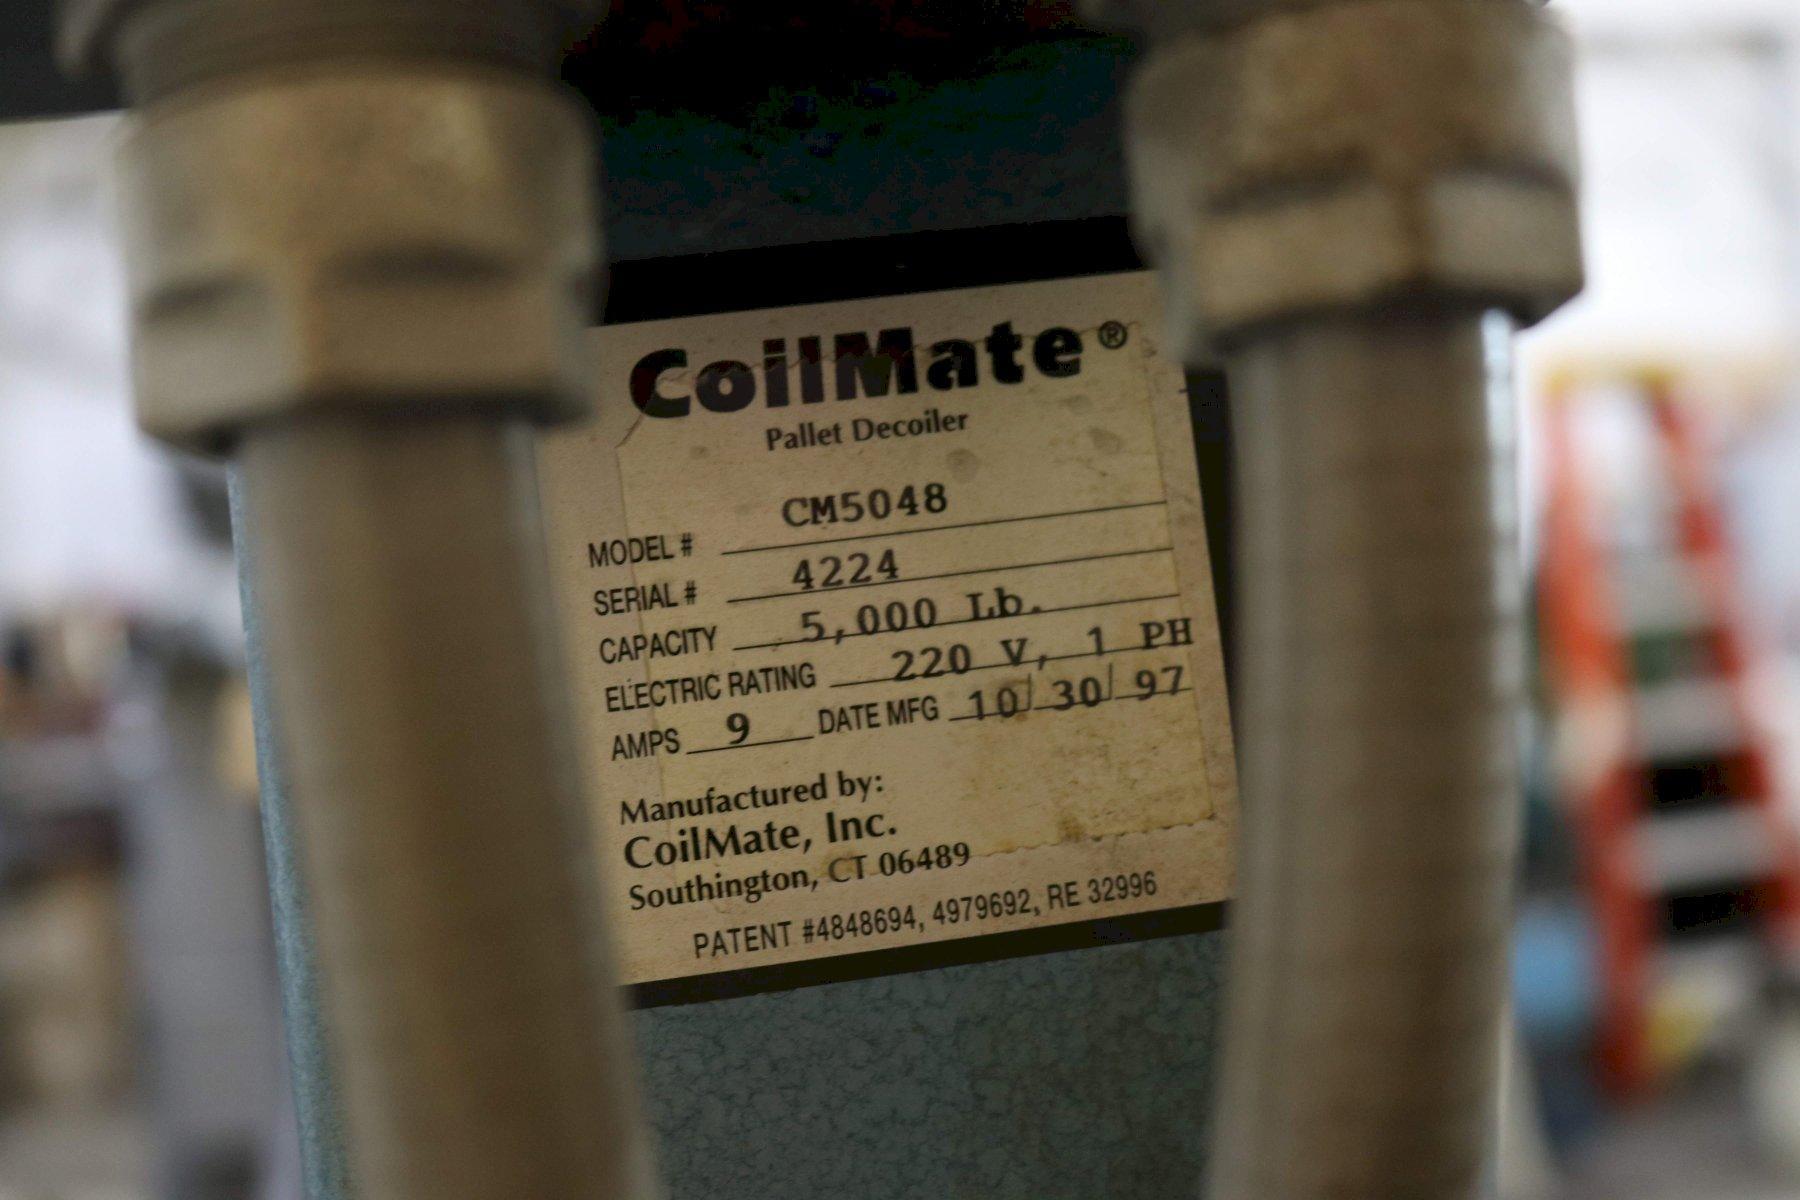 CoilMate®
Pallet Decoiler
MODEL # CM5048
SERIAL # 4224
CAPACITY 5,000 Lb.
ELECTRIC RATING 220 V, 1 PH
AMPS 9 DATE MFG 10/30/97
Manufactured by:
CoilMate, Inc.
Southington, CT 06489
PATENT #4848694, 4979692, RE 32996